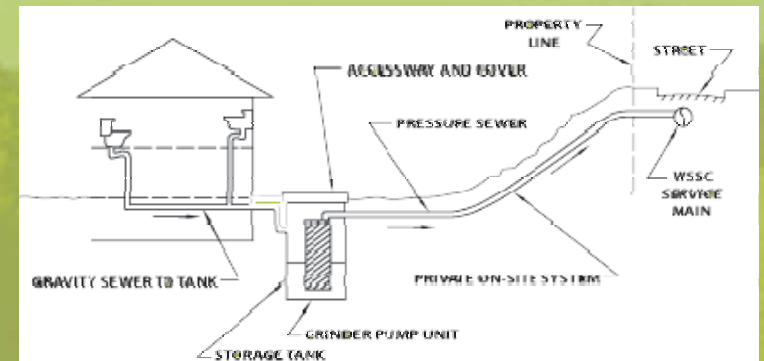 PROPERTY
LINE
STREET
ACCESSWAY AND COVER
PRESSURE SEWER
WSSC
SERVICE
MAIN
GRAVITY SEWER TO TANK
PRIVATE ON-SITE SYSTEM
GRINDER PUMP UNIT
STORAGE TANK